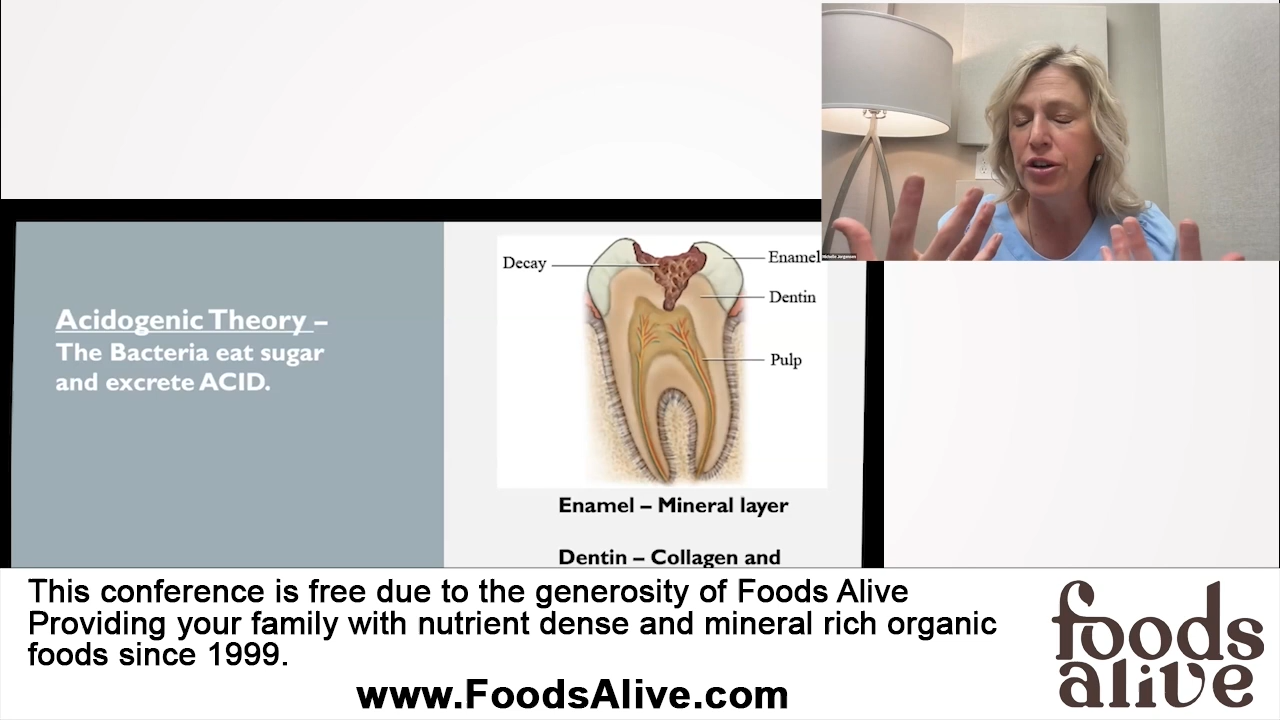 Michelle Jorgensen
Acidogenic Theory –
The Bacteria eat sugar
and excrete ACID.
Decay
Enamel
Dentin
Pulp
Enamel – Mineral layer
Dentin – Collagen and
This conference is free due to the generosity of Foods Alive
Providing your family with nutrient dense and mineral rich organic
foods since 1999.
www.FoodsAlive.com
foods
alive